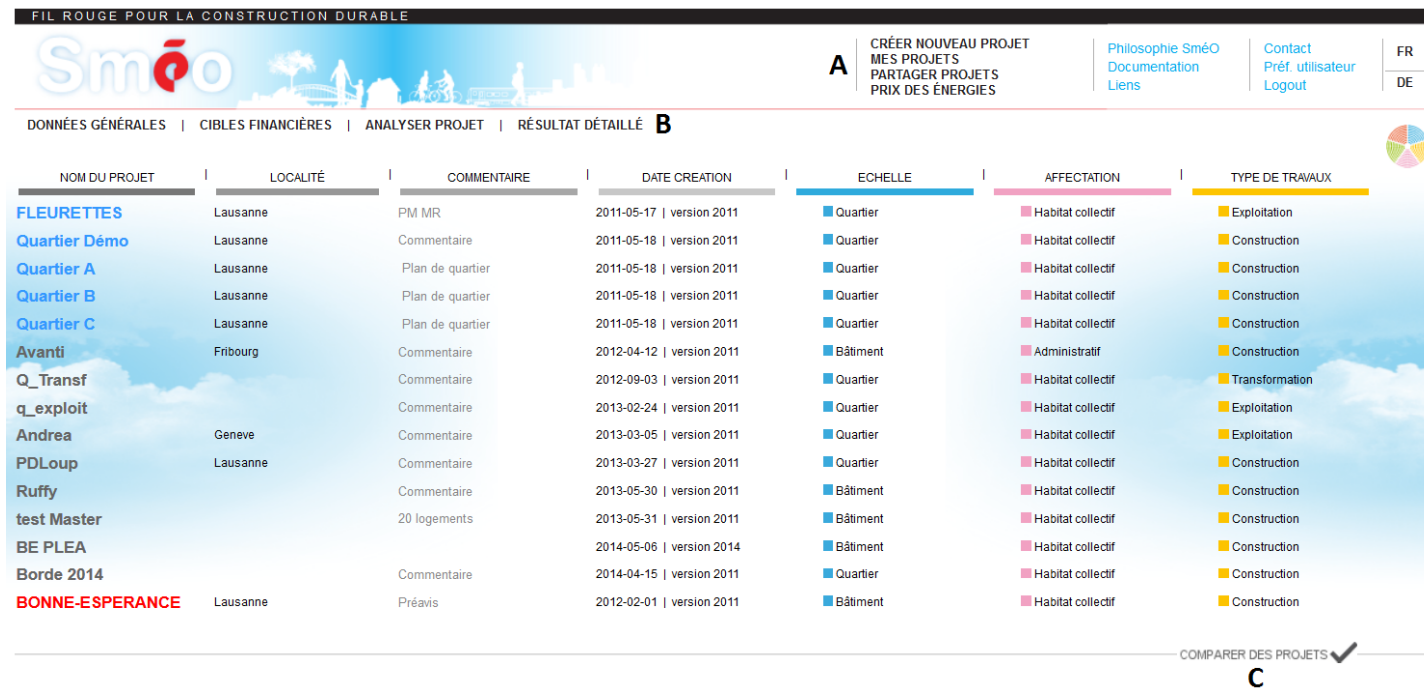 FIL ROUGE POUR LA CONSTRUCTION DURABLE
Sméo
A
CRÉER NOUVEAU PROJET
MES PROJETS
PARTAGER PROJETS
PRIX DES ÉNERGIES
Philosophie SméO
Documentation
Liens
Contact
Préf. utilisateur
Logout
FR
DE
DONNÉES GÉNÉRALES | CIBLES FINANCIÈRES | ANALYSER PROJET | RÉSULTAT DÉTAILLÉ B
NOM DU PROJET | LOCALITÉ | COMMENTAIRE | DATE CREATION | ECHELLE | AFFECTATION | TYPE DE TRAVAUX
FLEURETTES Lausanne PM MR 2011-05-17 | version 2011 Quartier Habitat collectif Exploitation
Quartier Démo Lausanne Commentaire 2011-05-18 | version 2011 Quartier Habitat collectif Construction
Quartier A Lausanne Plan de quartier 2011-05-18 | version 2011 Quartier Habitat collectif Construction
Quartier B Lausanne Plan de quartier 2011-05-18 | version 2011 Quartier Habitat collectif Construction
Quartier C Lausanne Plan de quartier 2011-05-18 | version 2011 Quartier Habitat collectif Construction
Avanti Fribourg Commentaire 2012-04-12 | version 2011 Bâtiment Administratif Construction
Q_Transf Commentaire 2012-09-03 | version 2011 Quartier Habitat collectif Transformation
q_exploit Commentaire 2013-02-24 | version 2011 Quartier Habitat collectif Exploitation
Andrea Geneve Commentaire 2013-03-05 | version 2011 Quartier Habitat collectif Exploitation
PDLoup Lausanne Commentaire 2013-03-27 | version 2011 Quartier Habitat collectif Construction
Ruffy Commentaire 2013-05-30 | version 2011 Bâtiment Habitat collectif Construction
test Master 20 logements 2013-05-31 | version 2011 Bâtiment Habitat collectif Construction
BE PLEA 2014-05-06 | version 2014 Bâtiment Habitat collectif Construction
Borde 2014 Commentaire 2014-04-15 | version 2011 Quartier Habitat collectif Construction
BONNE-ESPERANCE Lausanne Préavis 2012-02-01 | version 2011 Bâtiment Habitat collectif Construction
COMPARER DES PROJETS
C